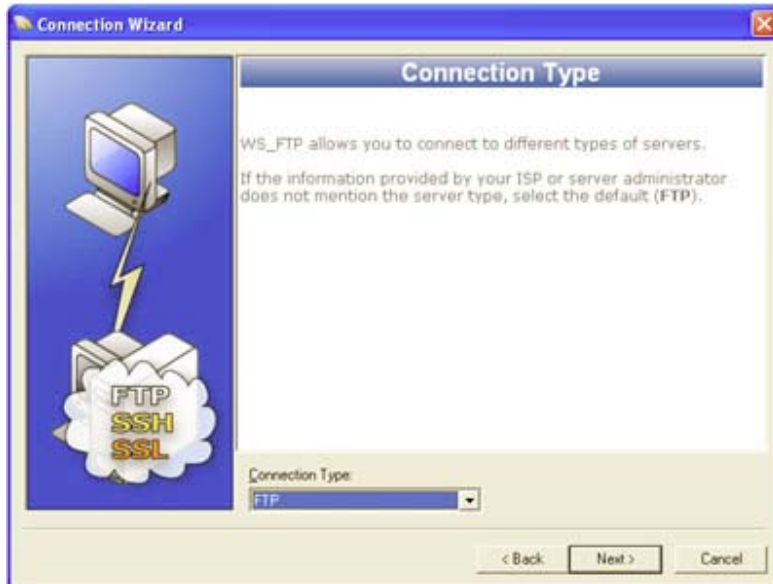 Connection Wizard
Connection Type
WS_FTP allows you to connect to different types of servers.
If the information provided by your ISP or server administrator
does not mention the server type, select the default (FTP).
FTP
SSH
SSL
Connection Type:
FTP
< Back
Next >
Cancel